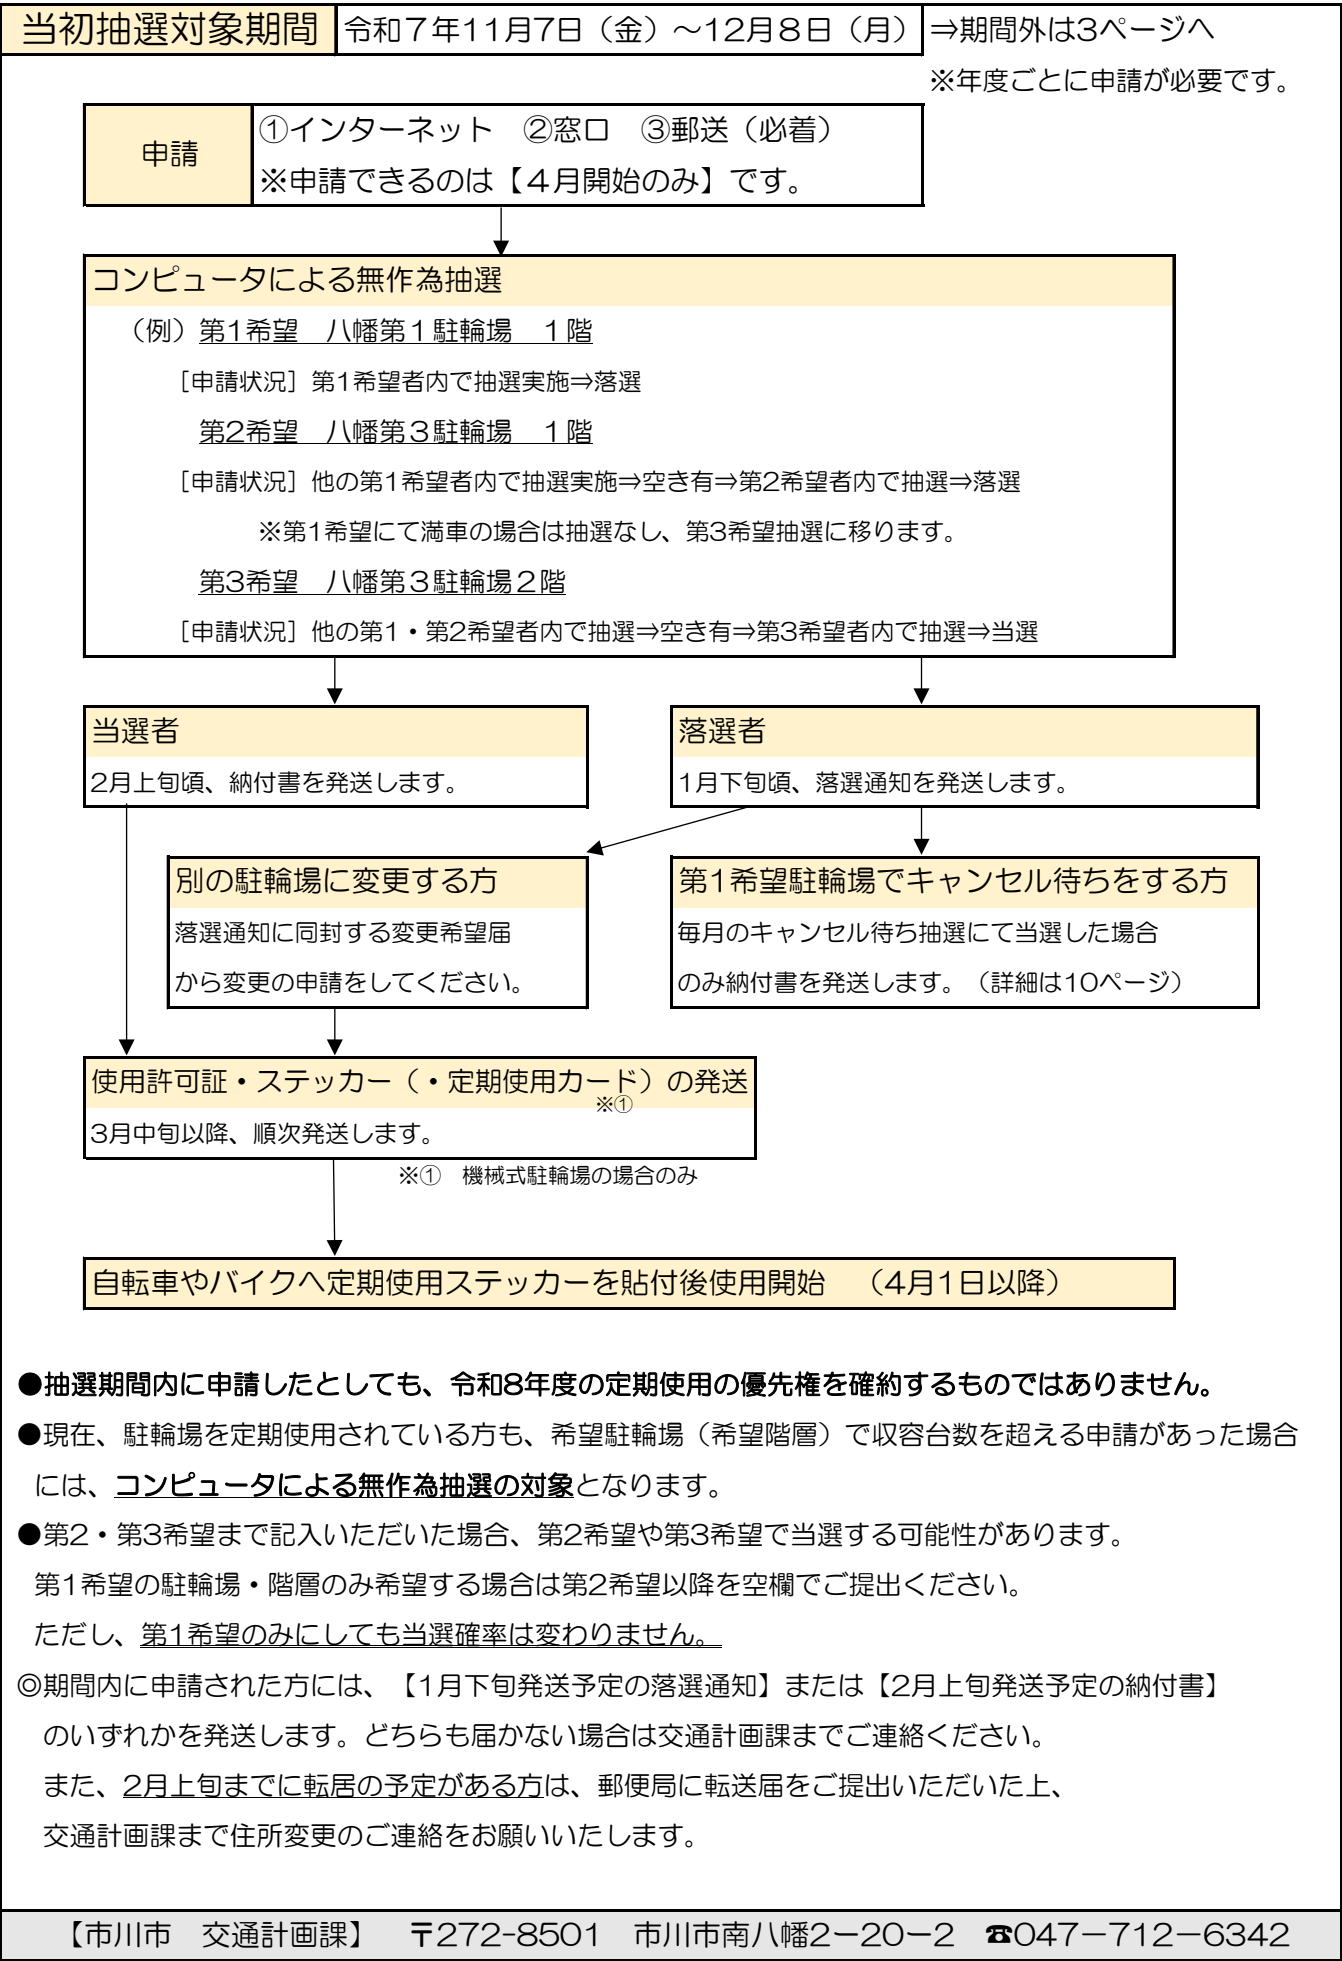 当初抽選対象期間 令和７年11月7日（金）～12月８日（月） ⇒期間外は3ページへ
※年度ごとに申請が必要です。
申請
①インターネット　②窓口　③郵送（必着）
※申請できるのは【４月開始のみ】です。
コンピュータによる無作為抽選
（例）第1希望　八幡第１駐輪場　１階
［申請状況］第1希望者内で抽選実施⇒落選
第2希望　八幡第３駐輪場　１階
［申請状況］他の第1希望者内で抽選実施⇒空き有⇒第2希望者内で抽選⇒落選
※第1希望にて満車の場合は抽選なし、第3希望抽選に移ります。
第3希望　八幡第３駐輪場２階
［申請状況］他の第1・第2希望者内で抽選⇒空き有⇒第3希望者内で抽選⇒当選
当選者
2月上旬頃、納付書を発送します。
落選者
1月下旬頃、落選通知を発送します。
別の駐輪場に変更する方
落選通知に同封する変更希望届
から変更の申請をしてください。
第1希望駐輪場でキャンセル待ちをする方
毎月のキャンセル待ち抽選にて当選した場合
のみ納付書を発送します。（詳細は10ページ）
使用許可証・ステッカー（・定期使用カード）の発送
※①
3月中旬以降、順次発送します。
※①　機械式駐輪場の場合のみ
自転車やバイクへ定期使用ステッカーを貼付後使用開始　（4月1日以降）
●抽選期間内に申請したとしても、令和8年度の定期使用の優先権を確約するものではありません。
●現在、駐輪場を定期使用されている方も、希望駐輪場（希望階層）で収容台数を超える申請があった場合
には、コンピュータによる無作為抽選の対象となります。
●第2・第3希望まで記入いただいた場合、第2希望や第3希望で当選する可能性があります。
第1希望の駐輪場・階層のみ希望する場合は第2希望以降を空欄でご提出ください。
ただし、第1希望のみにしても当選確率は変わりません。
◎期間内に申請された方には、【1月下旬発送予定の落選通知】または【2月上旬発送予定の納付書】
のいずれかを発送します。どちらも届かない場合は交通計画課までご連絡ください。
また、2月上旬までに転居の予定がある方は、郵便局に転送届をご提出いただいた上、
交通計画課まで住所変更のご連絡をお願いいたします。
【市川市　交通計画課】　〒272-8501　市川市南八幡2ー20ー2　☎047－712－6342